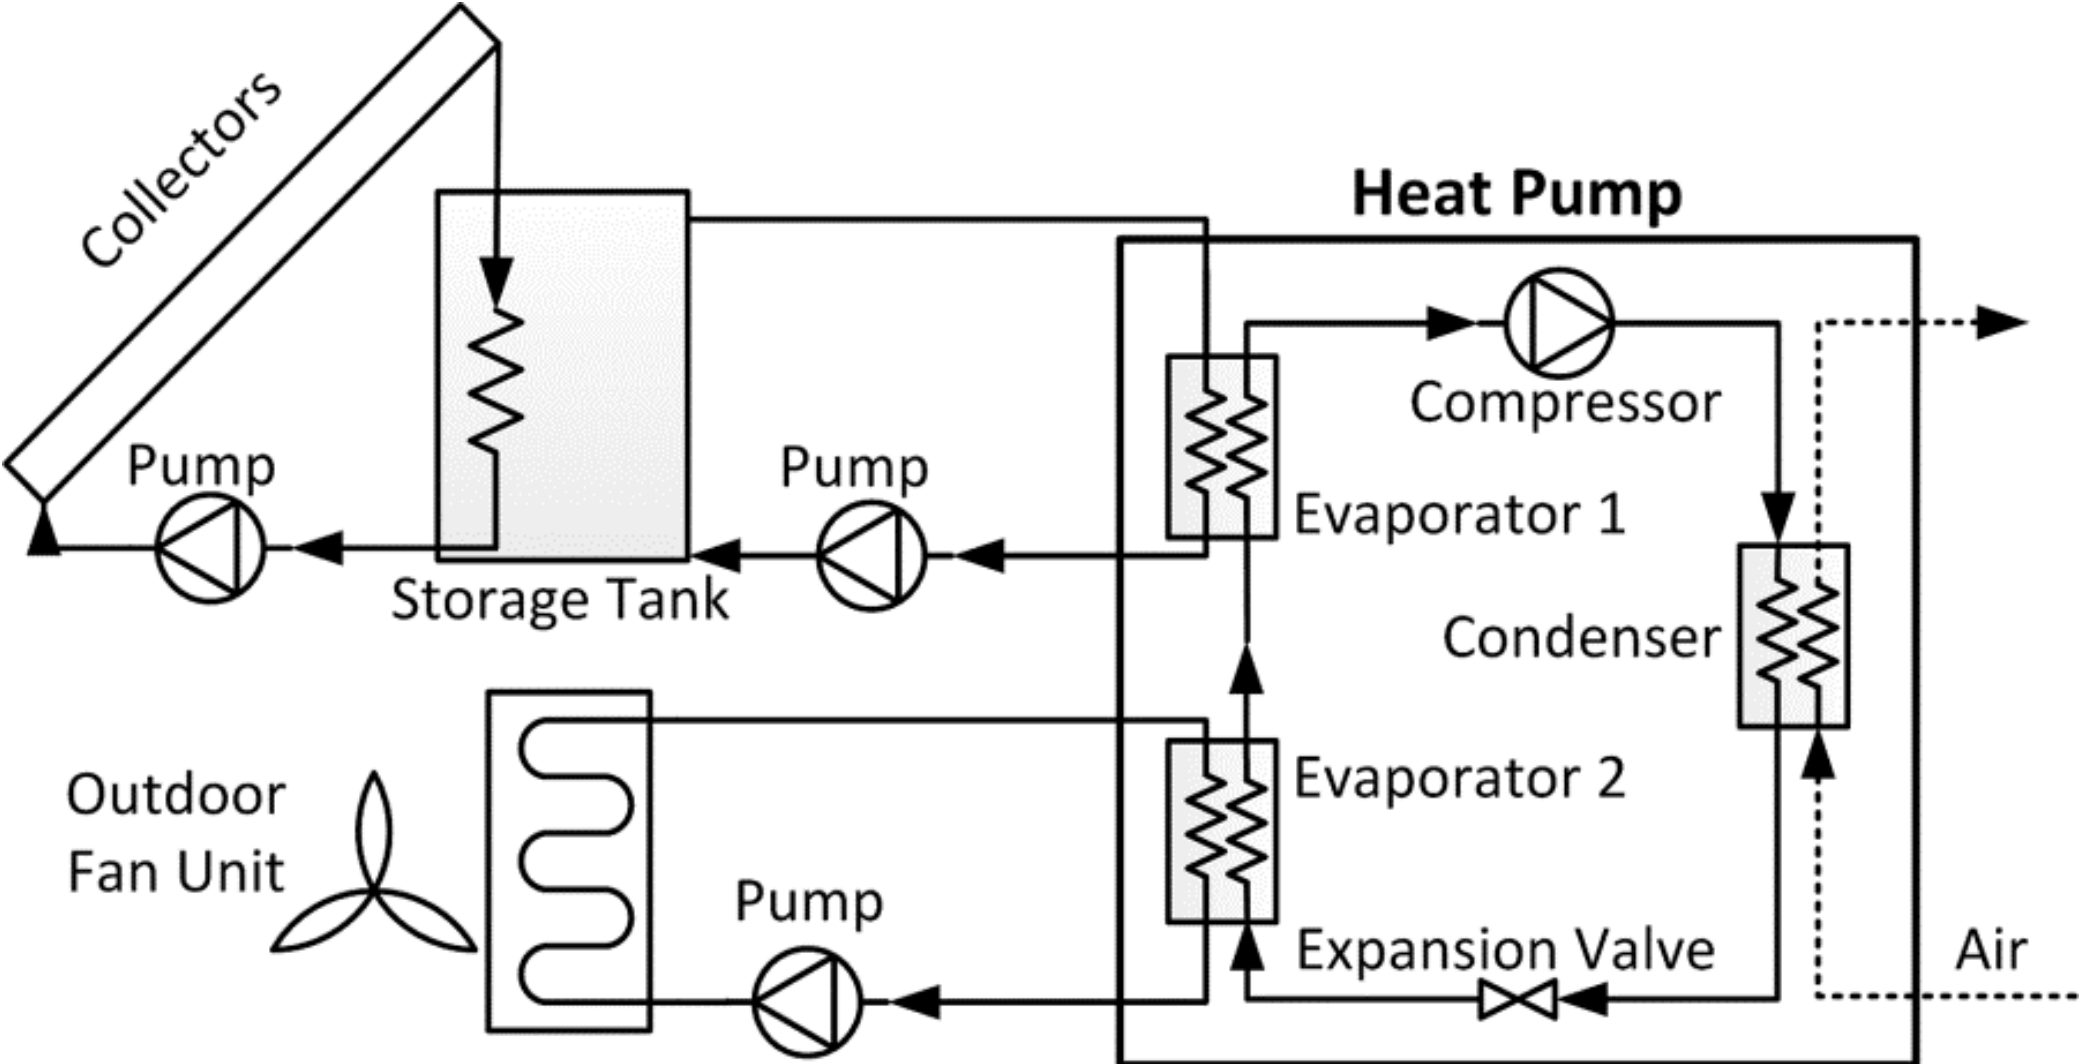 Collectors
Heat Pump
Compressor
Pump
Pump
Evaporator 1
Storage Tank
Condenser
Outdoor
Fan Unit
Evaporator 2
Pump
Expansion Valve
Air